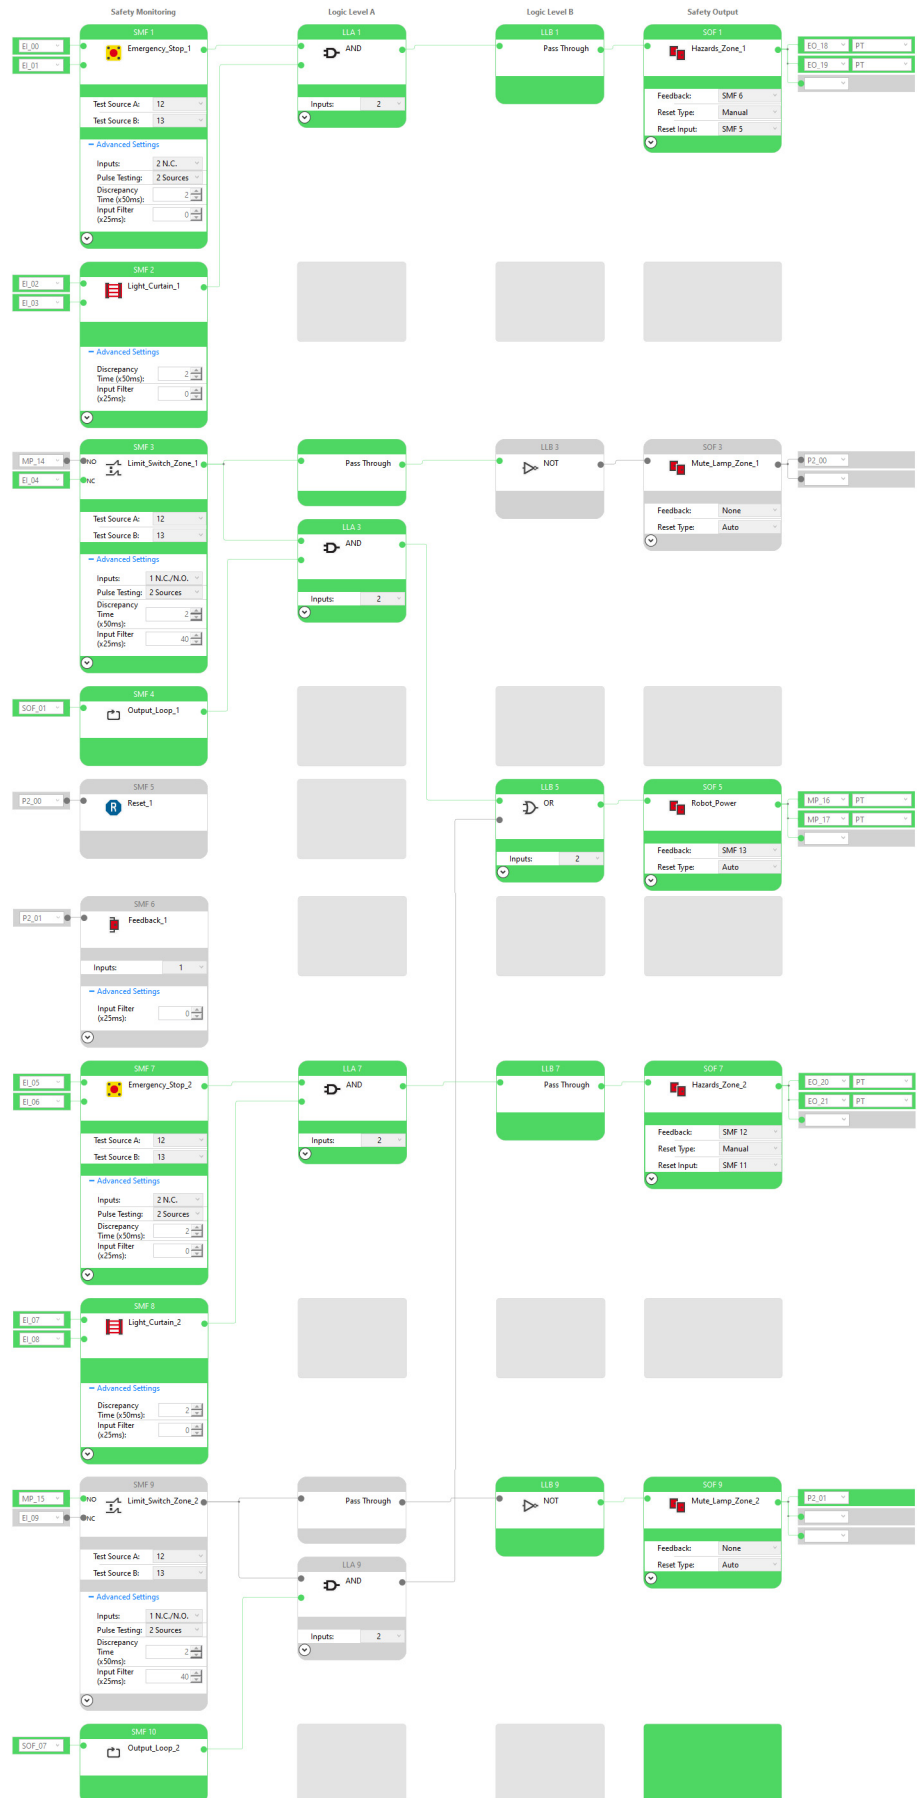 Safety Monitoring
Logic Level A
Logic Level B
Safety Output
SMF 1
LLA 1
LLB 1
SOF 1
EI_00
EI_01
Emergency_Stop_1
AND
Pass Through
Hazards_Zone_1
EO_18 PT
EO_19 PT
Test Source A: 12
Test Source B: 13
Inputs: 2
Feedback: SMF 6
Reset Type: Manual
Reset Input: SMF 5
Advanced Settings
Inputs: 2 N.C.
Pulse Testing: 2 Sources
Discrepancy
Time (x50ms): 2
Input Filter
(x25ms): 0
SMF 2
EI_02
EI_03
Light_Curtain_1
Advanced Settings
Discrepancy
Time (x50ms): 2
Input Filter
(x25ms): 0
SMF 3
LLB 3
SOF 3
MP_14
EI_04
NO
NC
Limit_Switch_Zone_1
Pass Through
NOT
Mute_Lamp_Zone_1
P2_00
Test Source A: 12
Test Source B: 13
Feedback: None
Reset Type: Auto
LLA 3
AND
Inputs: 2
Advanced Settings
Inputs: 1 N.C./N.O.
Pulse Testing: 2 Sources
Discrepancy
Time
(x50ms): 2
Input Filter
(x25ms): 40
SMF 4
SOF_01
Output_Loop_1
SMF 5
LLB 5
SOF 5
P2_00
Reset_1
R
OR
Robot_Power
MP_16 PT
MP_17 PT
Inputs: 2
Feedback: SMF 13
Reset Type: Auto
SMF 6
P2_01
Feedback_1
Inputs: 1
Advanced Settings
Input Filter
(x25ms): 0
SMF 7
LLA 7
LLB 7
SOF 7
EI_05
EI_06
Emergency_Stop_2
AND
Pass Through
Hazards_Zone_2
EO_20 PT
EO_21 PT
Test Source A: 12
Test Source B: 13
Inputs: 2
Feedback: SMF 12
Reset Type: Manual
Reset Input: SMF 11
Advanced Settings
Inputs: 2 N.C.
Pulse Testing: 2 Sources
Discrepancy
Time (x50ms): 2
Input Filter
(x25ms): 0
SMF 8
EI_07
EI_08
Light_Curtain_2
Advanced Settings
Discrepancy
Time (x50ms): 2
Input Filter
(x25ms): 0
SMF 9
LLB 9
SOF 9
MP_15
EI_09
NO
NC
Limit_Switch_Zone_2
Pass Through
NOT
Mute_Lamp_Zone_2
P2_01
Test Source A: 12
Test Source B: 13
Feedback: None
Reset Type: Auto
LLA 9
AND
Inputs: 2
Advanced Settings
Inputs: 1 N.C./N.O.
Pulse Testing: 2 Sources
Discrepancy
Time
(x50ms): 2
Input Filter
(x25ms): 40
SMF 10
SOF_07
Output_Loop_2